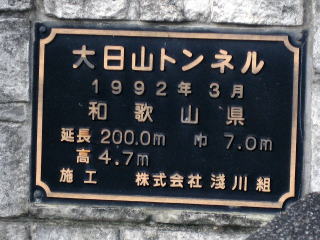 大日山トンネル
1992年3月
和歌山県
延長 200.0m 巾 7.0m
高 4.7m
施工 株式会社淺川組